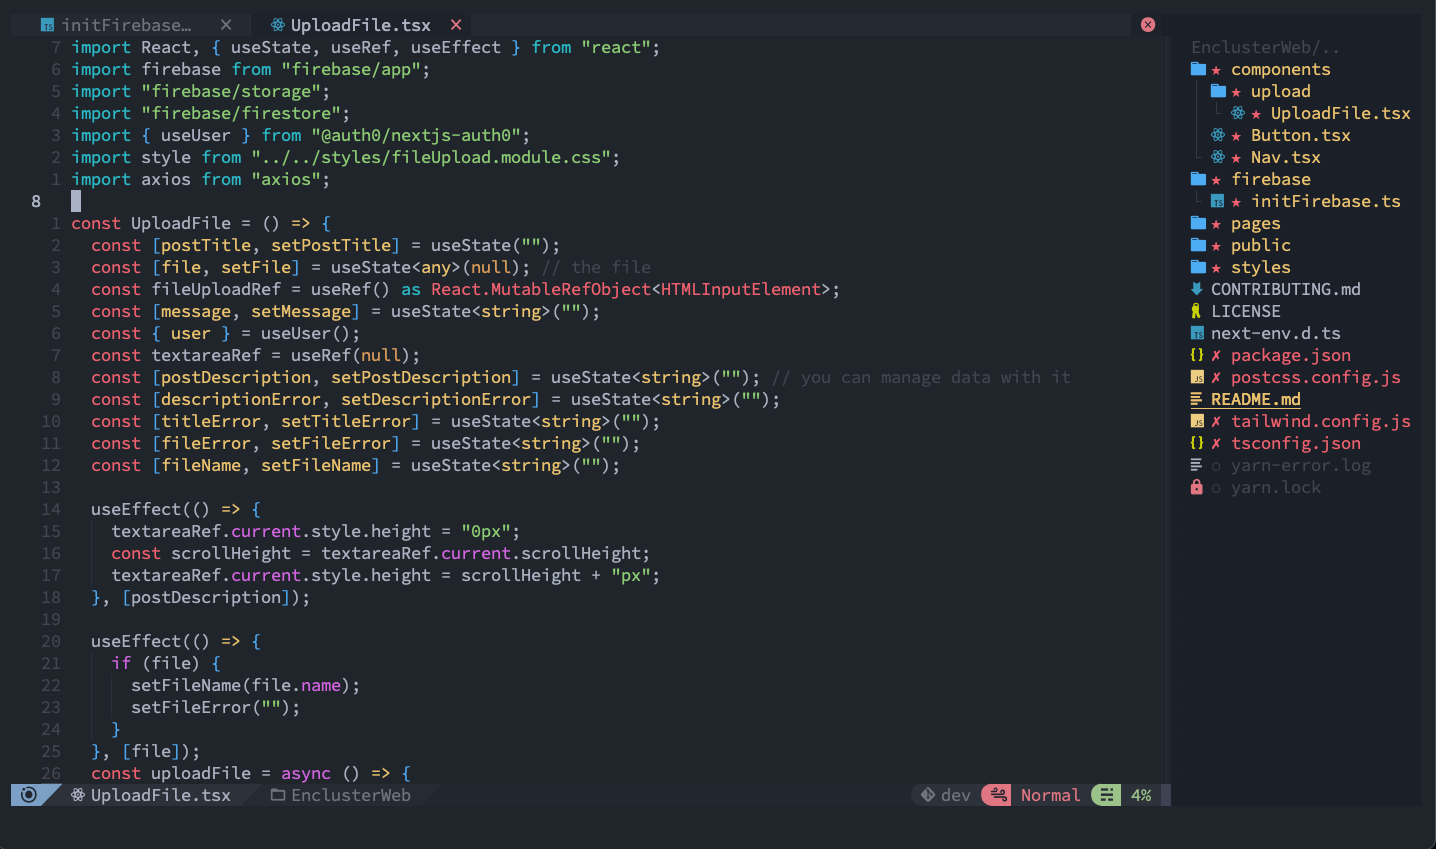 initFirebase…
UploadFile.tsx
7 import React, { useState, useRef, useEffect } from "react";
6 import firebase from "firebase/app";
5 import "firebase/storage";
4 import "firebase/firestore";
3 import { useUser } from "@auth0/nextjs-auth0";
2 import style from "../../styles/fileUpload.module.css";
1 import axios from "axios";
8
1 const UploadFile = () => {
2 const [postTitle, setPostTitle] = useState("");
3 const [file, setFile] = useState<any>(null); // the file
4 const fileUploadRef = useRef() as React.MutableRefObject<HTMLInputElement>;
5 const [message, setMessage] = useState<string>("");
6 const { user } = useUser();
7 const textareaRef = useRef(null);
8 const [postDescription, setPostDescription] = useState<string>(""); // you can manage data with it
9 const [descriptionError, setDescriptionError] = useState<string>("");
10 const [titleError, setTitleError] = useState<string>("");
11 const [fileError, setFileError] = useState<string>("");
12 const [fileName, setFileName] = useState<string>("");
13
14 useEffect(() => {
15 textareaRef.current.style.height = "0px";
16 const scrollHeight = textareaRef.current.scrollHeight;
17 textareaRef.current.style.height = scrollHeight + "px";
18 }, [postDescription]);
19
20 useEffect(() => {
21 if (file) {
22 setFileName(file.name);
23 setFileError("");
24 }
25 }, [file]);
26 const uploadFile = async () => {
UploadFile.tsx
EnclusterWeb
dev
Normal
4%
EnclusterWeb/..
components
upload
UploadFile.tsx
Button.tsx
Nav.tsx
firebase
initFirebase.ts
pages
public
styles
CONTRIBUTING.md
LICENSE
next-env.d.ts
package.json
postcss.config.js
README.md
tailwind.config.js
tsconfig.json
yarn-error.log
yarn.lock